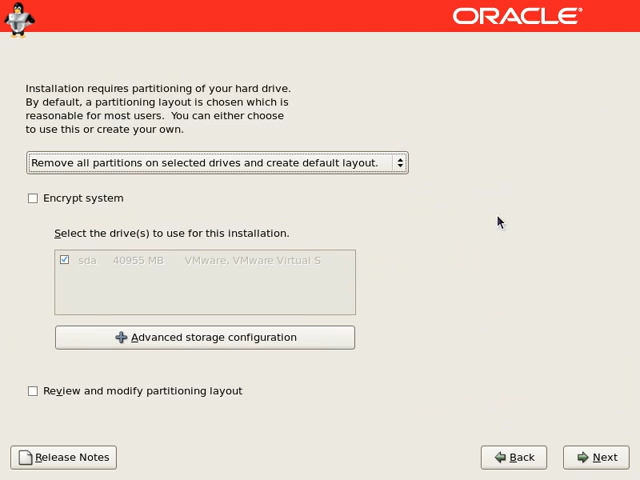 ORACLE®
Installation requires partitioning of your hard drive.
By default, a partitioning layout is chosen which is
reasonable for most users.  You can either choose
to use this or create your own.
Remove all partitions on selected drives and create default layout.
Encrypt system
Select the drive(s) to use for this installation.
sda 40955 MB VMware, VMware Virtual S
Advanced storage configuration
Review and modify partitioning layout
Release Notes
Back
Next